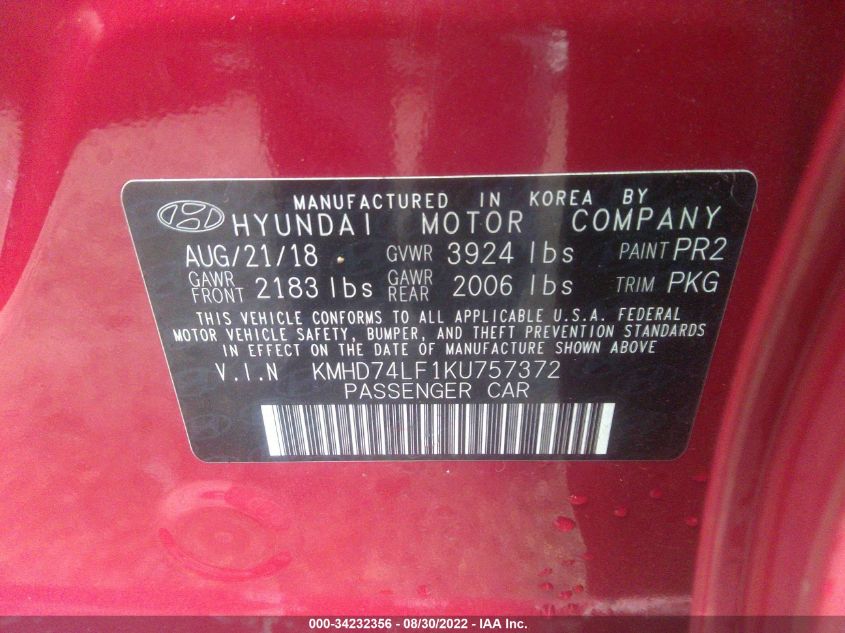 MANUFACTURED IN KOREA BY
HYUNDAI MOTOR COMPANY
AUG/21/18 GVWR 3924 lbs PAINT PR2
GAWR FRONT 2183 lbs GAWR REAR 2006 lbs TRIM PKG
THIS VEHICLE CONFORMS TO ALL APPLICABLE U.S.A. FEDERAL
MOTOR VEHICLE SAFETY, BUMPER, AND THEFT PREVENTION STANDARDS
IN EFFECT ON THE DATE OF MANUFACTURE SHOWN ABOVE
V.I.N KMHD74LF1KU757372
PASSENGER CAR
000-34232356 - 08/30/2022 - IAA Inc.